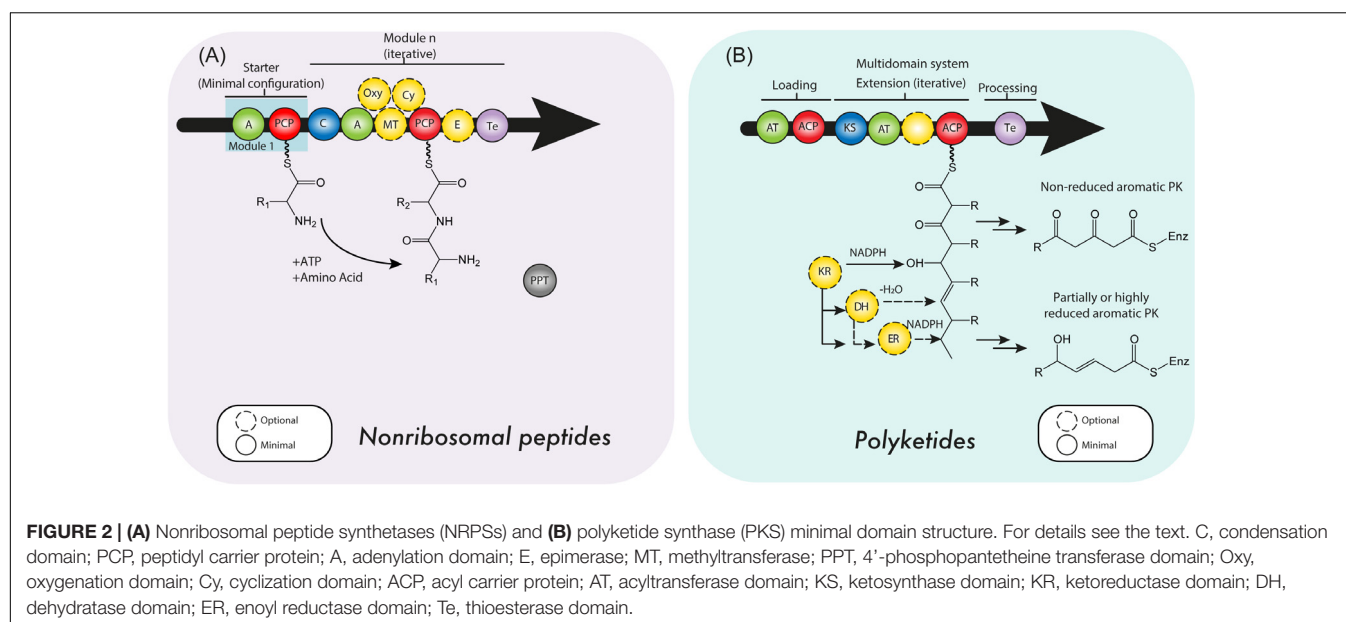 (A)
Module n
(iterative)
Starter
(Minimal configuration)
Oxy
Cy
A
PCP
C
A
MT
PCP
E
Te
Module 1
S
O
R1
NH2
S
O
R2
NH
O
NH2
R1
+ATP
+Amino Acid
PPT
Optional
Minimal
Nonribosomal peptides
(B)
Multidomain system
Loading
Extension (iterative)
Processing
AT
ACP
KS
AT
ACP
Te
S
O
R
O
R
OH
R
R
NADPH
KR
-H2O
DH
NADPH
ER
Non-reduced aromatic PK
O
O
O
R
S
Enz
Partially or highly
reduced aromatic PK
OH
O
R
S
Enz
Optional
Minimal
Polyketides
FIGURE 2 | (A) Nonribosomal peptide synthetases (NRPSs) and (B) polyketide synthase (PKS) minimal domain structure. For details see the text. C, condensation
domain; PCP, peptidyl carrier protein; A, adenylation domain; E, epimerase; MT, methyltransferase; PPT, 4'-phosphopantetheine transferase domain; Oxy,
oxygenation domain; Cy, cyclization domain; ACP, acyl carrier protein; AT, acyltransferase domain; KS, ketosynthase domain; KR, ketoreductase domain; DH,
dehydratase domain; ER, enoyl reductase domain; Te, thioesterase domain.